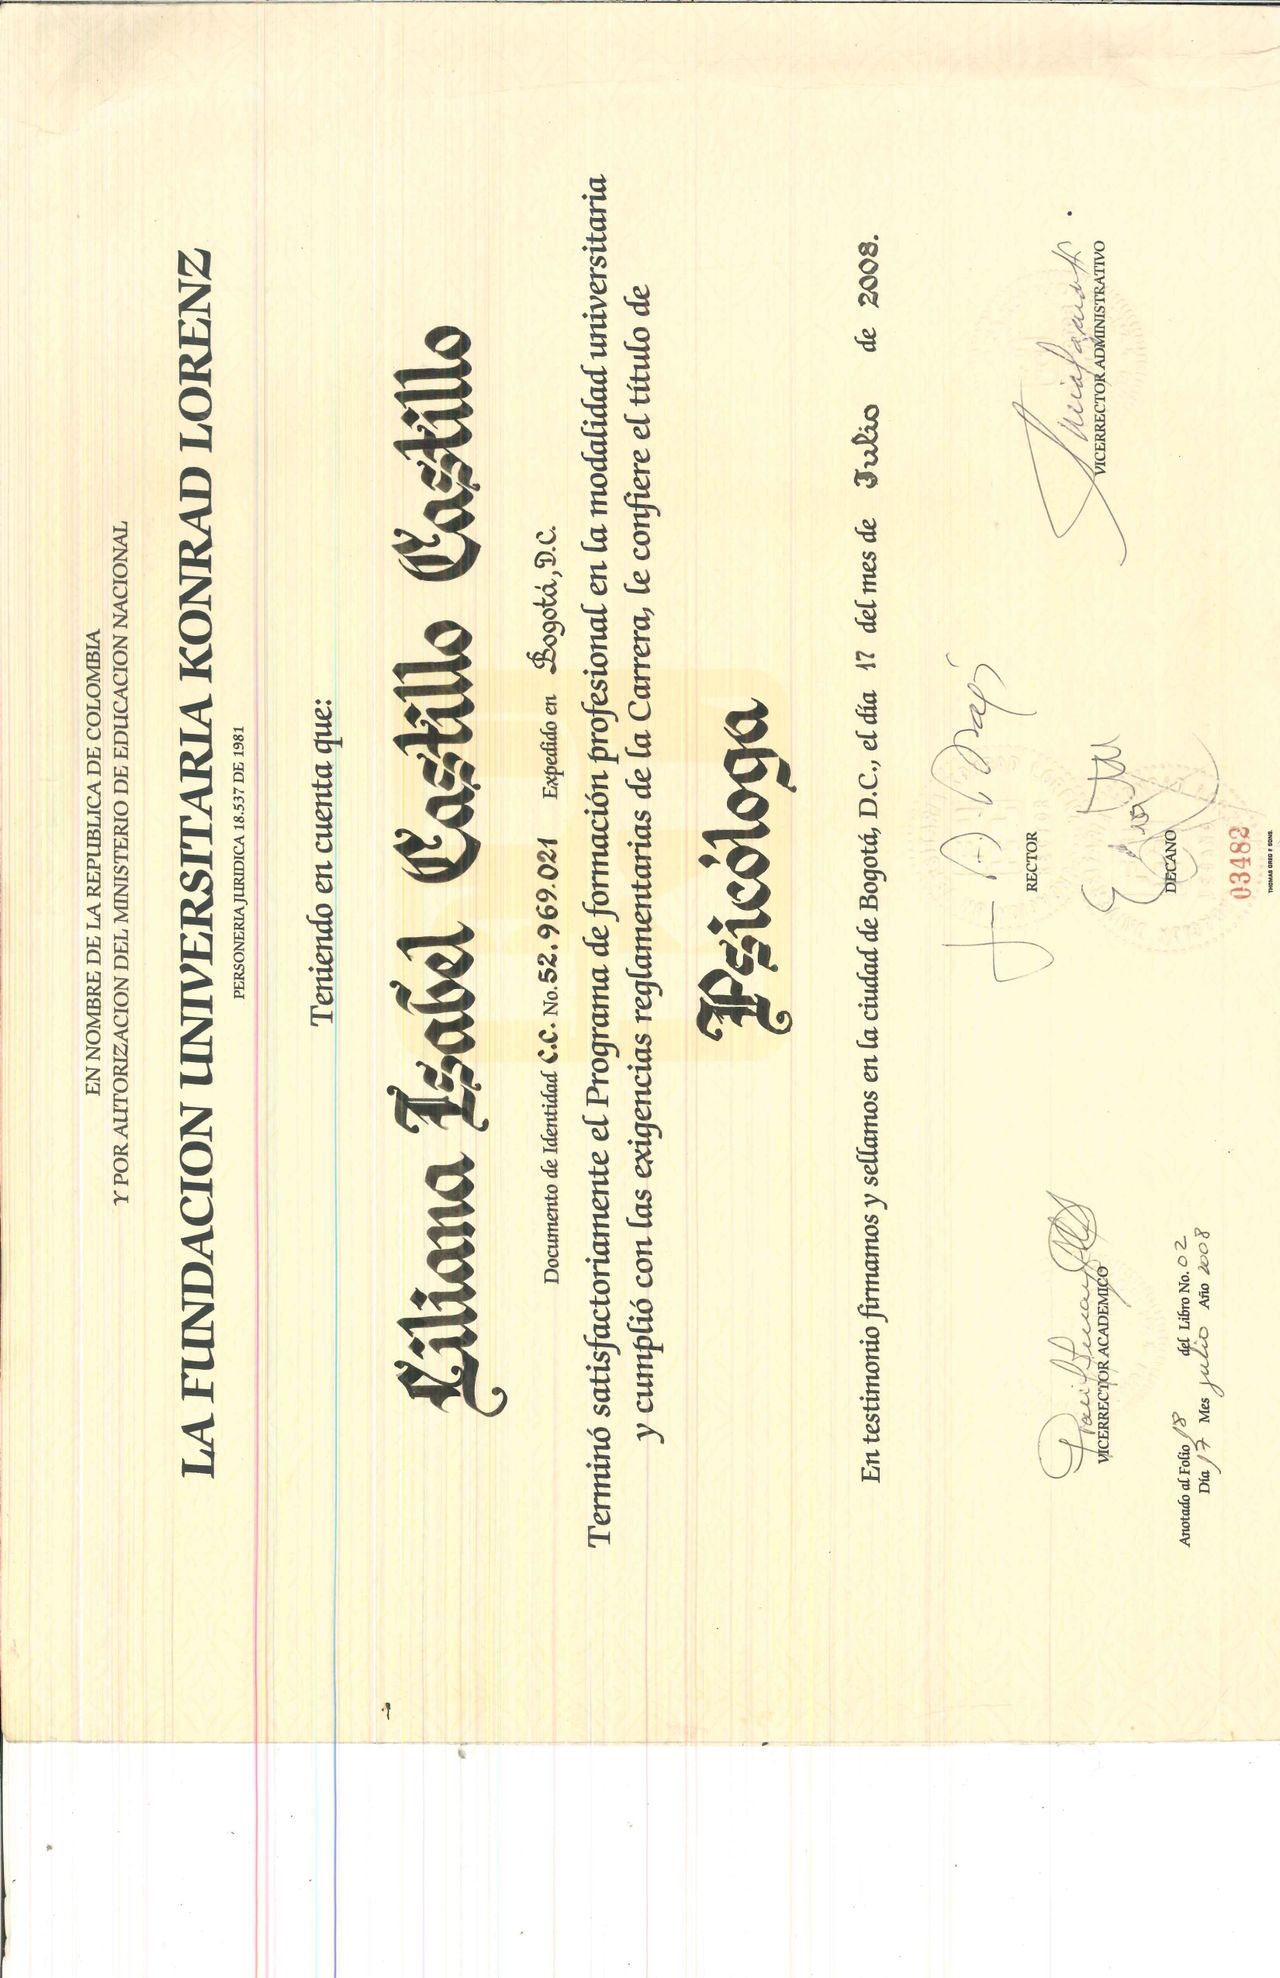 EN NOMBRE DE LA REPUBLICA DE COLOMBIA
Y POR AUTORIZACION DEL MINISTERIO DE EDUCACION NACIONAL
LA FUNDACION UNIVERSITARIA KONRAD LORENZ
PERSONERIA JURIDICA 18.537 DE 1981
Teniendo en cuenta que:
Liliana Isabel Castillo Castillo
Documento de Identidad C.C. No. 52.969.021 Expedido en Bogotá, D.C.
Terminó satisfactoriamente el Programa de formación profesional en la modalidad universitaria
y cumplió con las exigencias reglamentarias de la Carrera, le confiere el título de
Psicóloga
En testimonio firmamos y sellamos en la ciudad de Bogotá, D.C., el día 17 del mes de Julio de 2008.
RECTOR
VICERRECTOR ACADEMICO
VICERRECTOR ADMINISTRATIVO
DECANO
Anotado al Folio 18 del Libro No. 02
Día 17 Mes julio Año 2008
03482
THOMAS GREG & SONS.